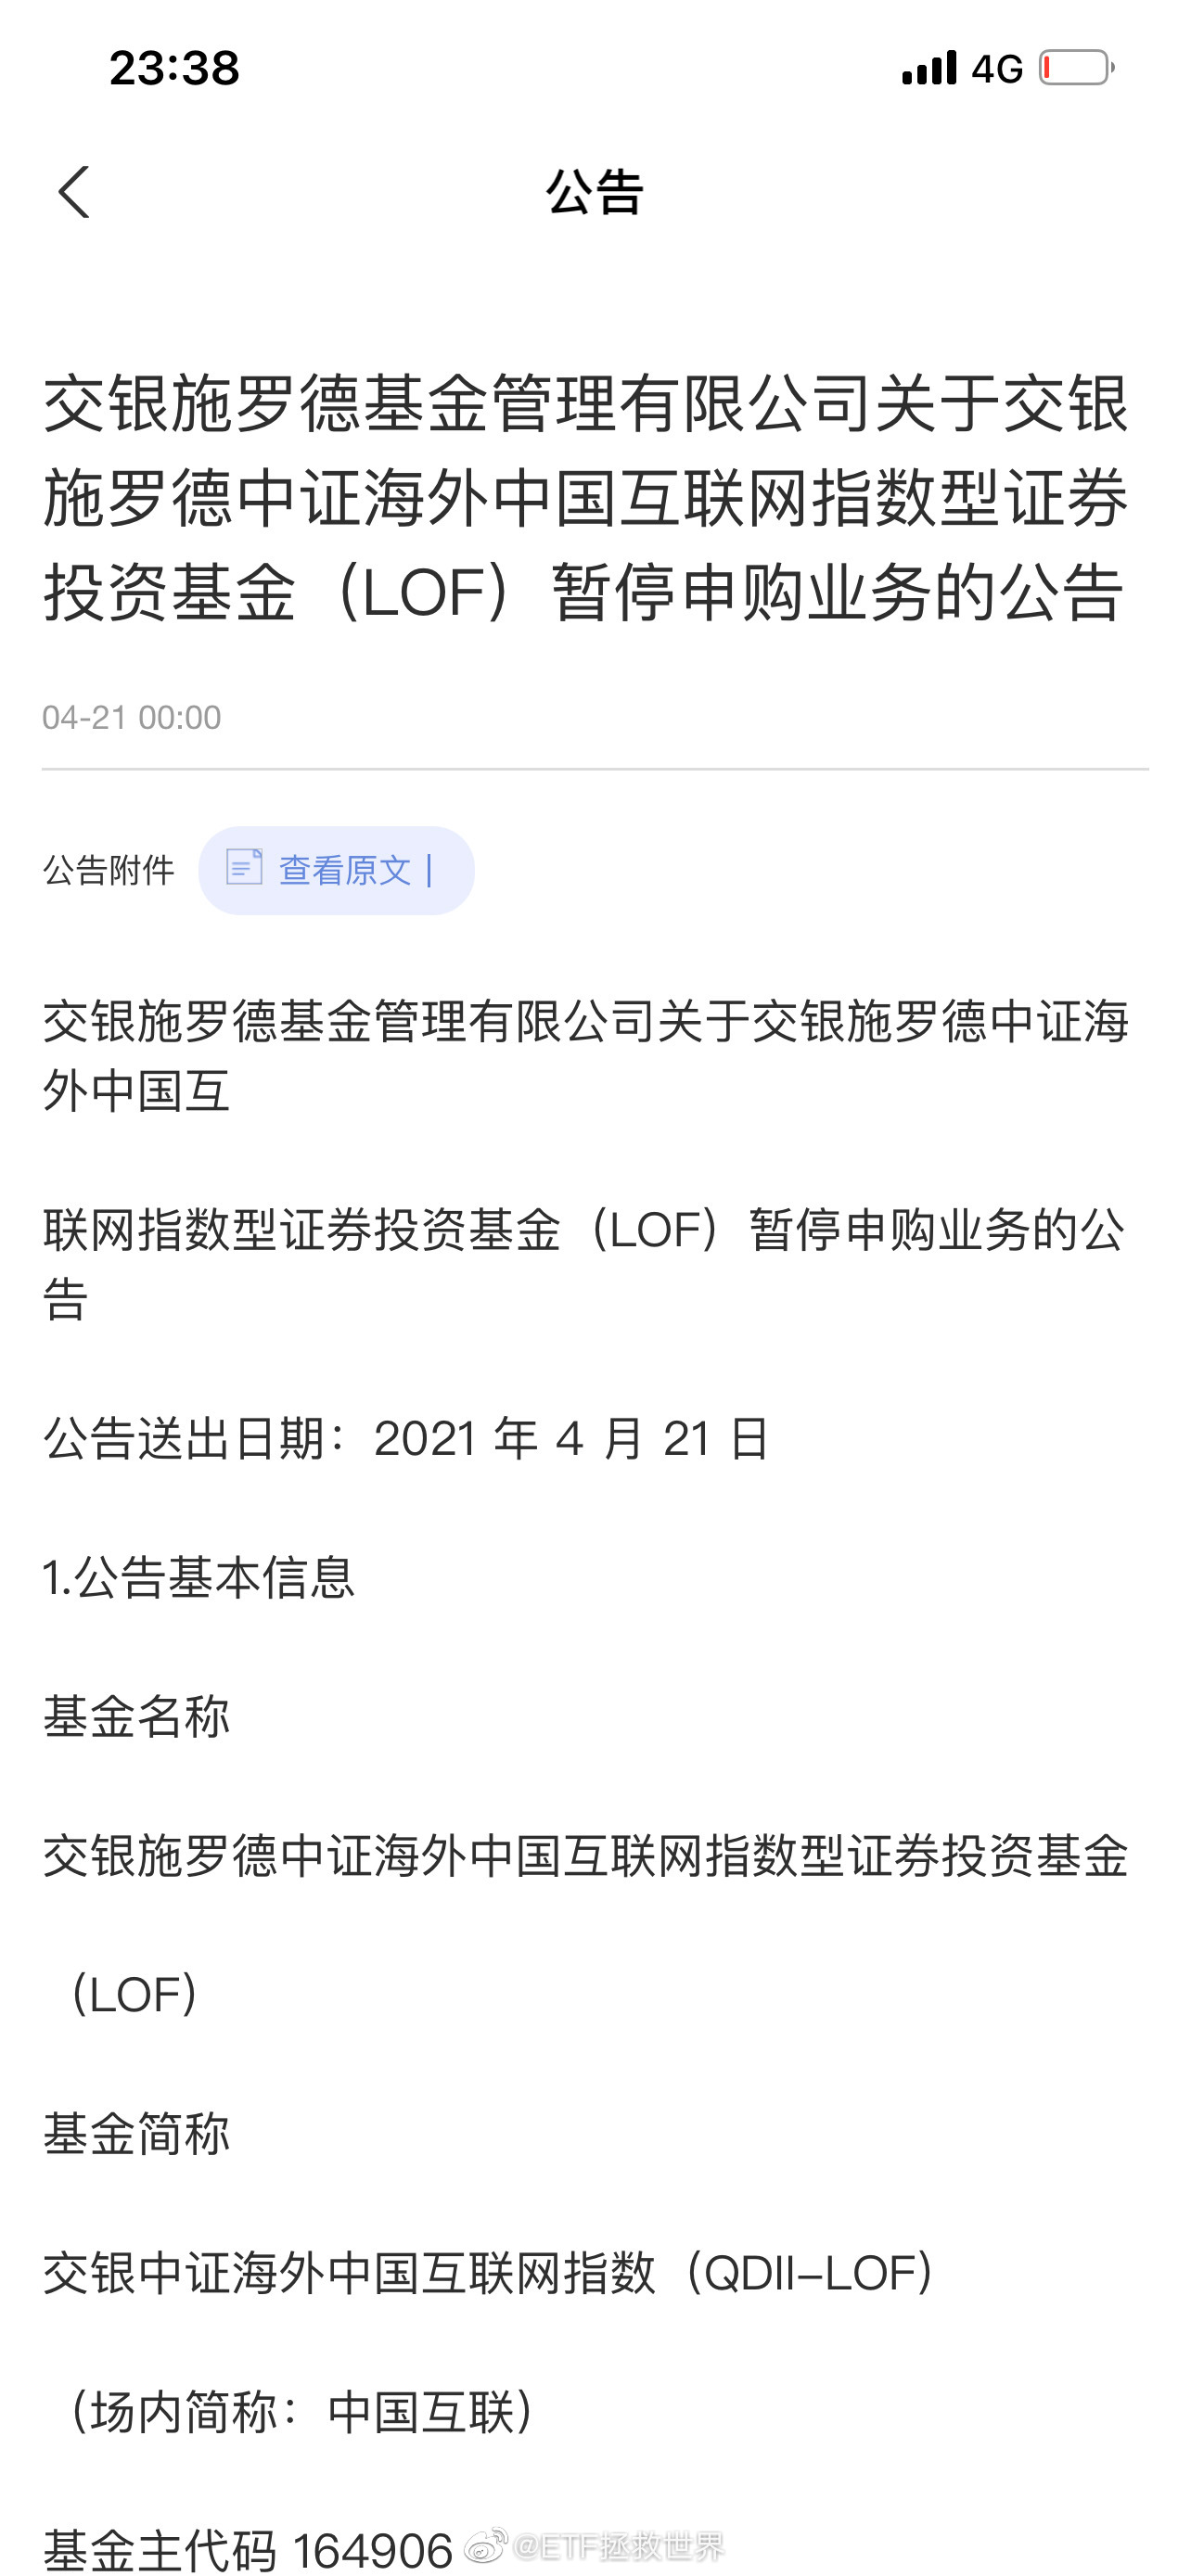 23:38
4G
公告
交银施罗德基金管理有限公司关于交银
施罗德中证海外中国互联网指数型证券
投资基金（LOF）暂停申购业务的公告
04-21 00:00
公告附件 查看原文 |
交银施罗德基金管理有限公司关于交银施罗德中证海
外中国互
联网指数型证券投资基金（LOF）暂停申购业务的公
告
公告送出日期：2021 年 4 月 21 日
1.公告基本信息
基金名称
交银施罗德中证海外中国互联网指数型证券投资基金
（LOF）
基金简称
交银中证海外中国互联网指数（QDII-LOF）
（场内简称：中国互联）
基金主代码 164906
@ETF拯救世界